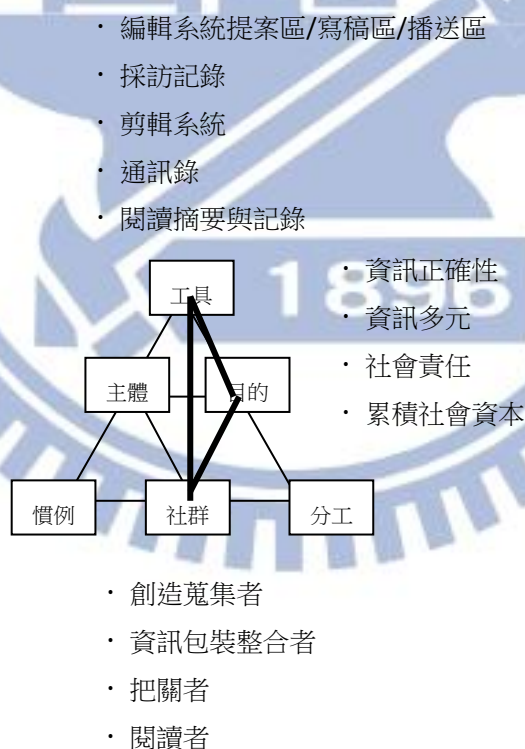 · 編輯系統提案區/寫稿區/播送區
· 採訪記錄
· 剪輯系統
· 通訊錄
· 閱讀摘要與記錄
工具
1896
· 資訊正確性
· 資訊多元
· 社會責任
· 累積社會資本
主體
目的
慣例
社群
分工
· 創造蒐集者
· 資訊包裝整合者
· 把關者
· 閱讀者